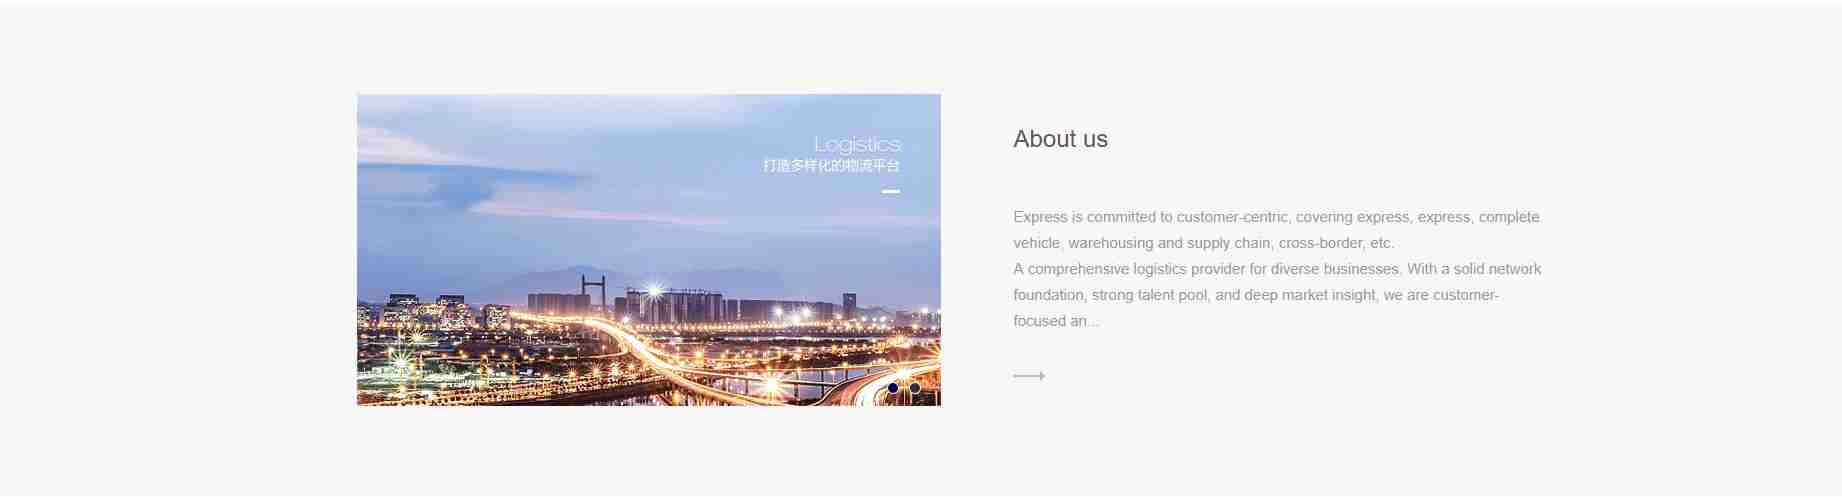 Logistics
打造多样化的物流平台
About us
Express is committed to customer-centric, covering express, express, complete
vehicle, warehousing and supply chain, cross-border, etc.
A comprehensive logistics provider for diverse businesses. With a solid network
foundation, strong talent pool, and deep market insight, we are customer-
focused an...